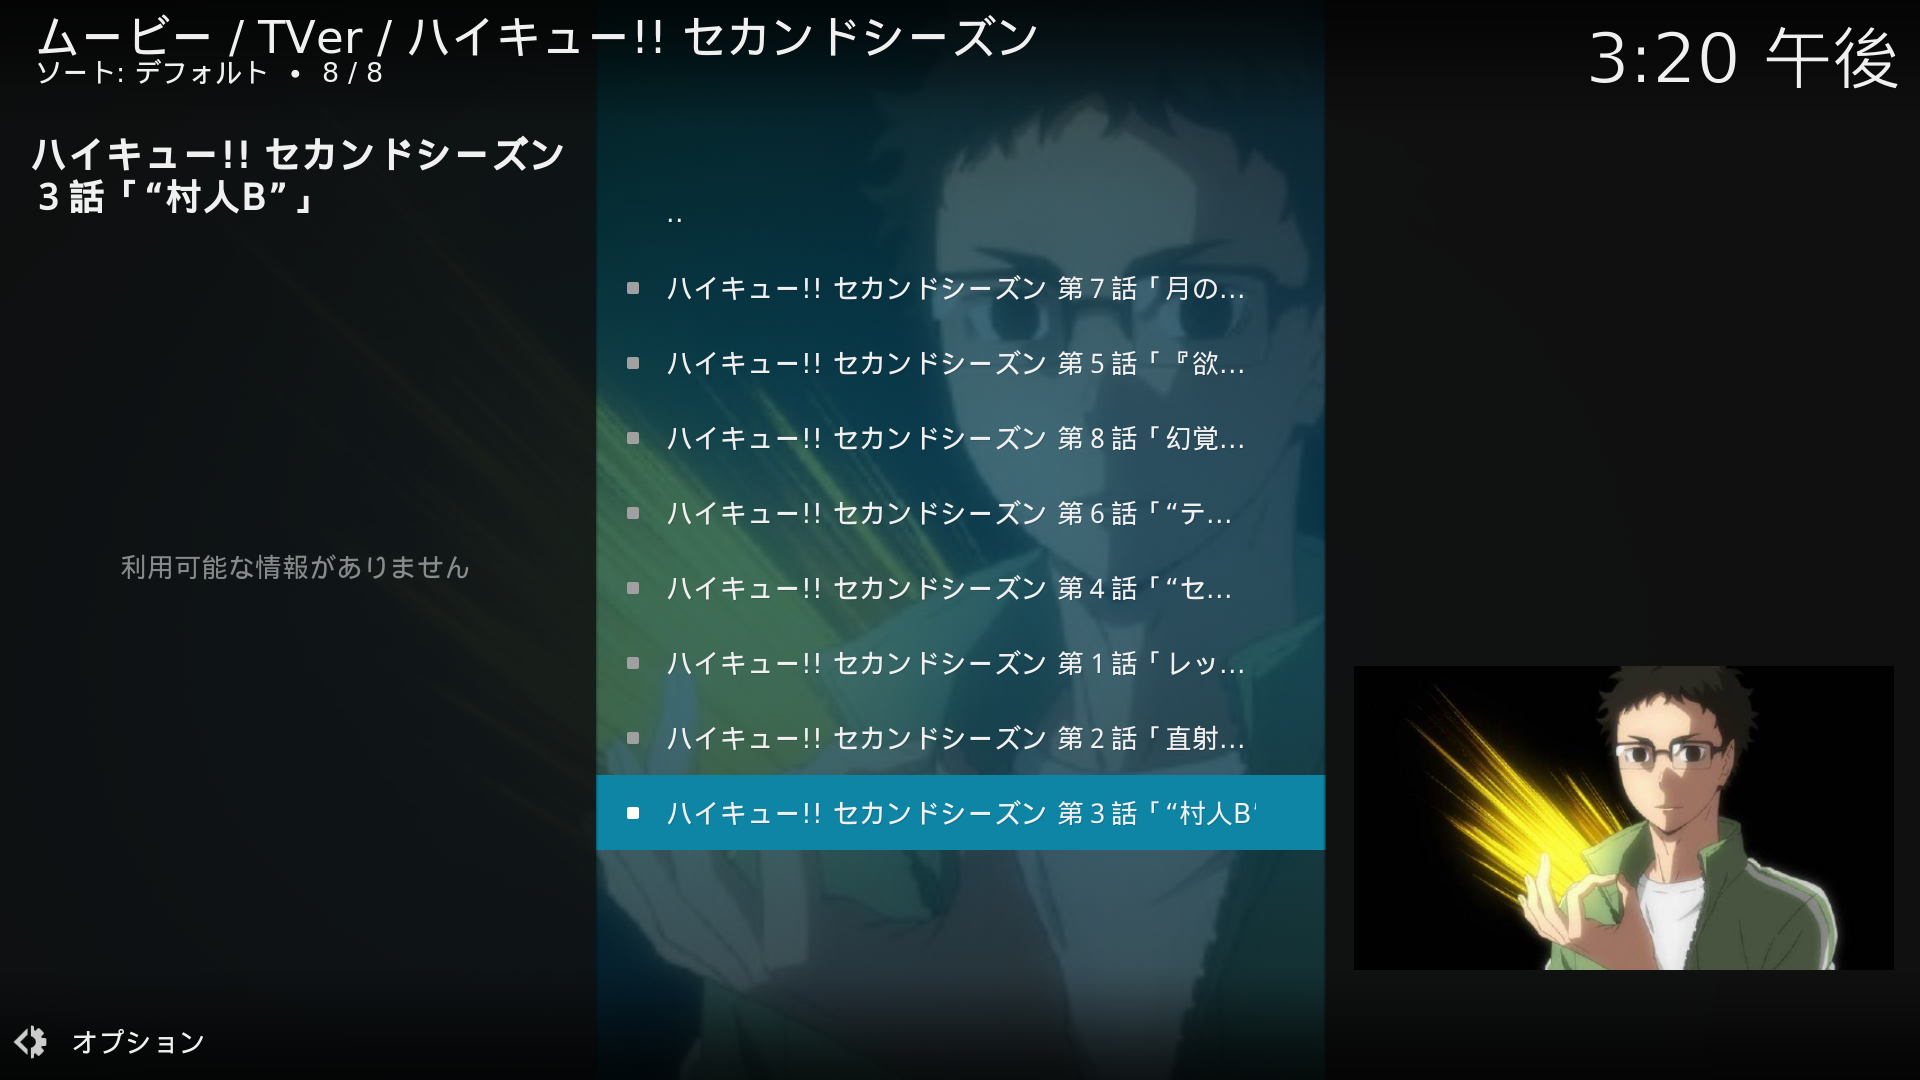 ムービー / TVer / ハイキュー!! セカンドシーズン
ソート: デフォルト • 8 / 8
3:20 午後
ハイキュー!! セカンドシーズン
３話「“村人B”」
利用可能な情報がありません
..
ハイキュー!! セカンドシーズン 第７話「月の...
ハイキュー!! セカンドシーズン 第５話「『欲...
ハイキュー!! セカンドシーズン 第８話「幻覚...
ハイキュー!! セカンドシーズン 第６話「“テ...
ハイキュー!! セカンドシーズン 第４話「“セ...
ハイキュー!! セカンドシーズン 第１話「レッ...
ハイキュー!! セカンドシーズン 第２話「直射...
ハイキュー!! セカンドシーズン 第３話「“村人B
オプション